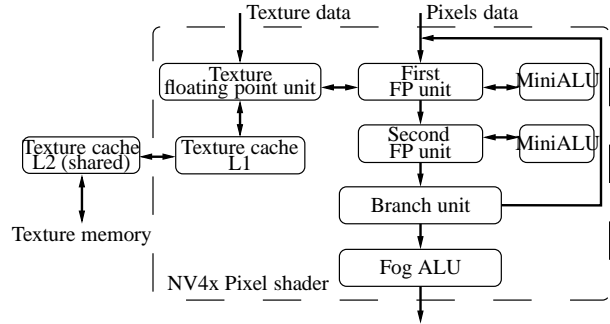 Texture data
Pixels data
Texture
floating point unit
First
FP unit
MiniALU
Second
FP unit
MiniALU
Texture cache
L2 (shared)
Texture cache
L1
Branch unit
Texture memory
Fog ALU
NV4x Pixel shader